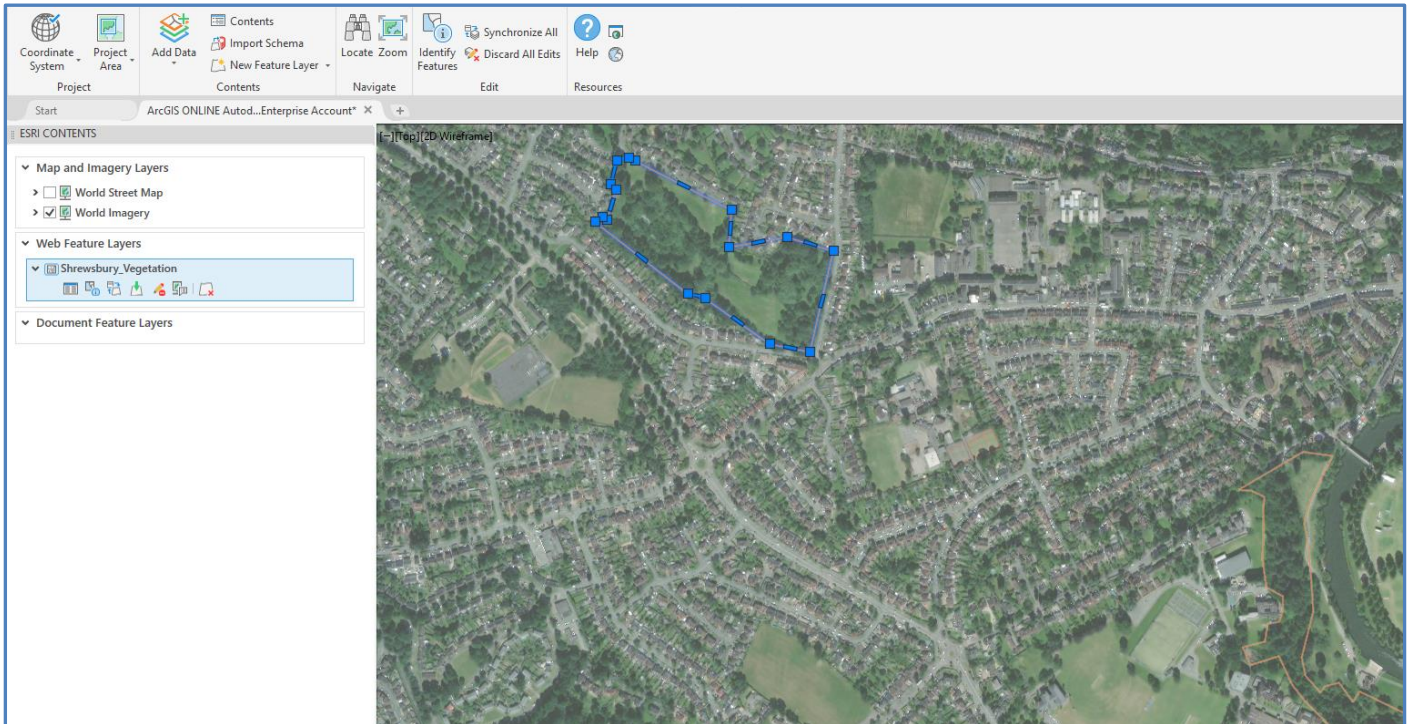 Coordinate System
Project Area
Add Data
Contents
Import Schema
New Feature Layer
Locate
Zoom
Identify Features
Synchronize All
Discard All Edits
Help
Project
Contents
Navigate
Edit
Resources
Start
ArcGIS ONLINE Autod...Enterprise Account*
ESRI CONTENTS
[−][Top][2D Wireframe]
Map and Imagery Layers
World Street Map
World Imagery
Web Feature Layers
Shrewsbury_Vegetation
Document Feature Layers